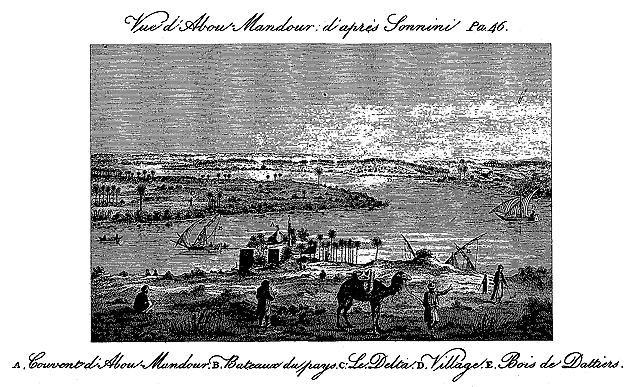 Vue d'Abou Mandour; d'après Sonnini Pa. 46.
A. Couvent d'Abou Mandour. B. Bateaux du pays. C. Le Delta. D. Village. E. Bois de Dattiers.